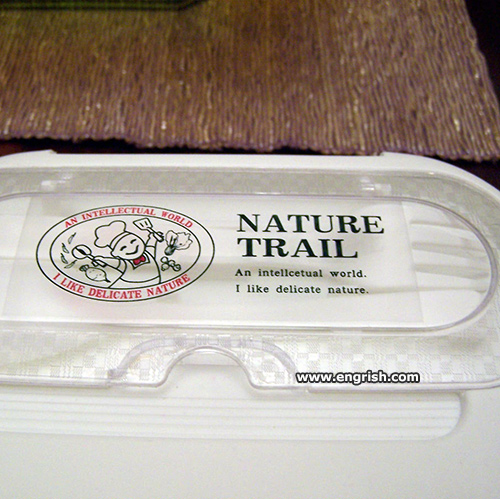 AN INTELLECTUAL WORLD
I LIKE DELICATE NATURE
NATURE
TRAIL
An intellcetual world.
I like delicate nature.
www.engrish.com